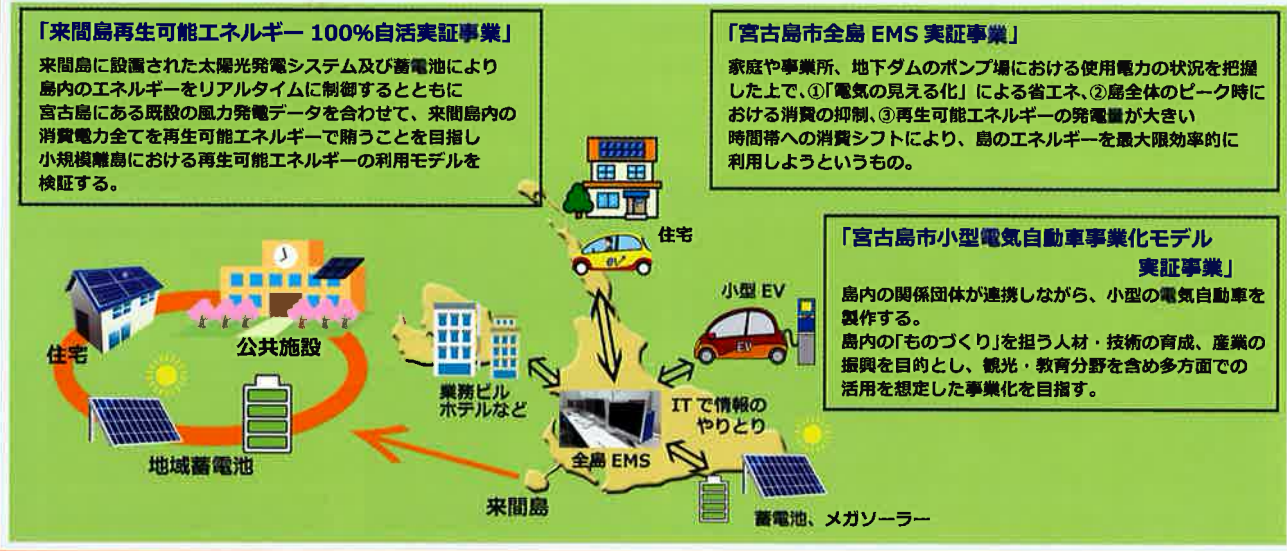 「来間島再生可能エネルギー 100%自活実証事業」
来間島に設置された太陽光発電システム及び蓄電池により
島内のエネルギーをリアルタイムに制御するとともに
宮古島にある既設の風力発電データを合わせて、来間島内の
消費電力全てを再生可能エネルギーで賄うことを目指し
小規模離島における再生可能エネルギーの利用モデルを
検証する。
「宮古島市全島 EMS 実証事業」
家庭や事業所、地下ダムのポンプ場における使用電力の状況を把握
した上で、①「電気の見える化」による省エネ、②島全体のピーク時に
おける消費の抑制、③再生可能エネルギーの発電量が大きい
時間帯への消費シフトにより、島のエネルギーを最大限効率的に
利用しようというもの。
「宮古島市小型電気自動車事業化モデル
実証事業」
島内の関係団体が連携しながら、小型の電気自動車を
製作する。
島内の「ものづくり」を担う人材・技術の育成、産業の
振興を目的とし、観光・教育分野を含め多方面での
活用を想定した事業化を目指す。
住宅
EV
小型 EV
EV
住宅
公共施設
地域蓄電池
業務ビル
ホテルなど
IT で情報の
やりとり
全島 EMS
来間島
蓄電池、メガソーラー